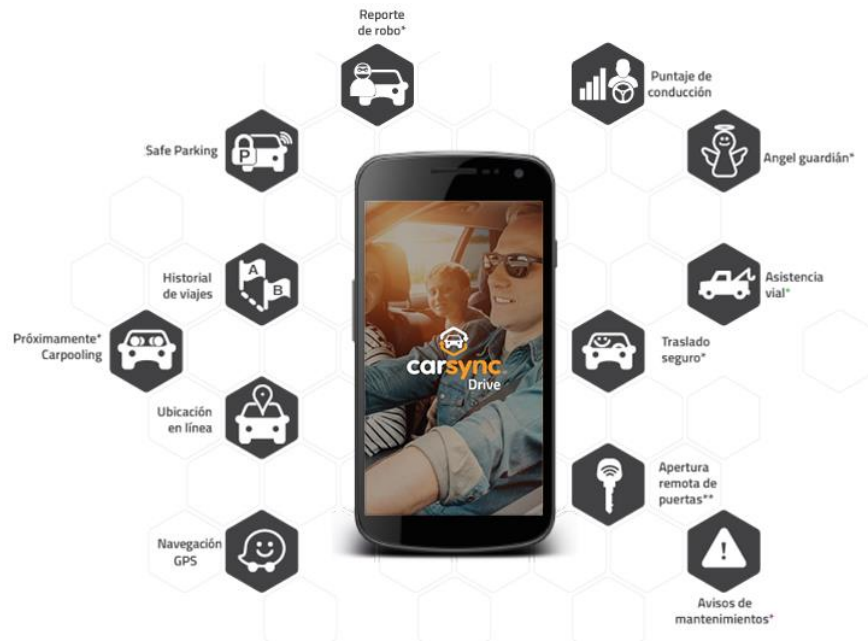 Reporte
de robo*
Puntaje de
conducción
Safe Parking
P
Angel guardián*
Historial
de viajes
A
B
Asistencia
vial*
Próximamente*
Carpooling
Traslado
seguro*
carsync
Drive
Ubicación
en línea
Apertura
remota de
puertas**
Navegación
GPS
!
Avisos de
mantenimientos*